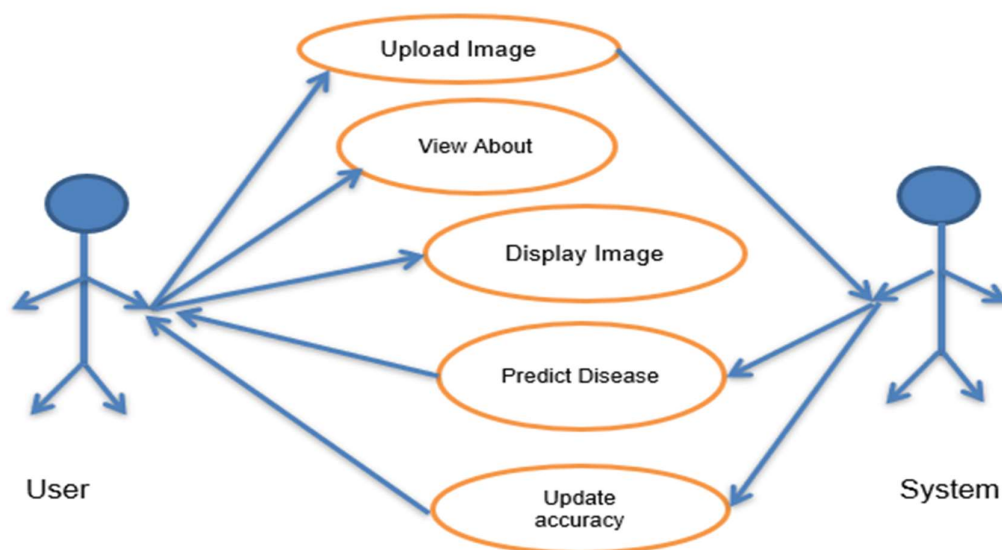 Upload Image
View About
Display Image
Predict Disease
Update
accuracy
User
System